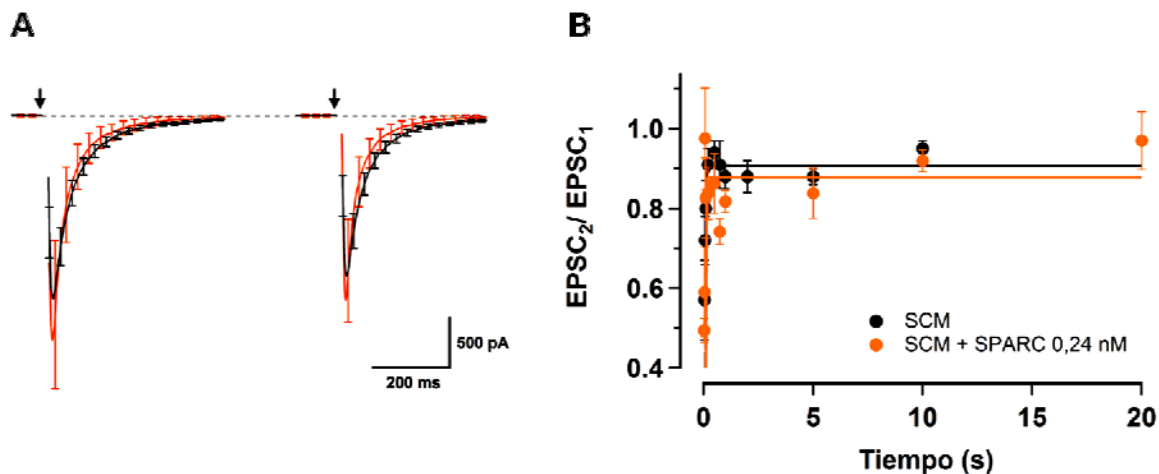 A
B
500 pA
200 ms
EPSC₂/ EPSC₁
1.0
0.8
0.6
0.4
SCM
SCM + SPARC 0,24 nM
0
5
10
15
20
Tiempo (s)